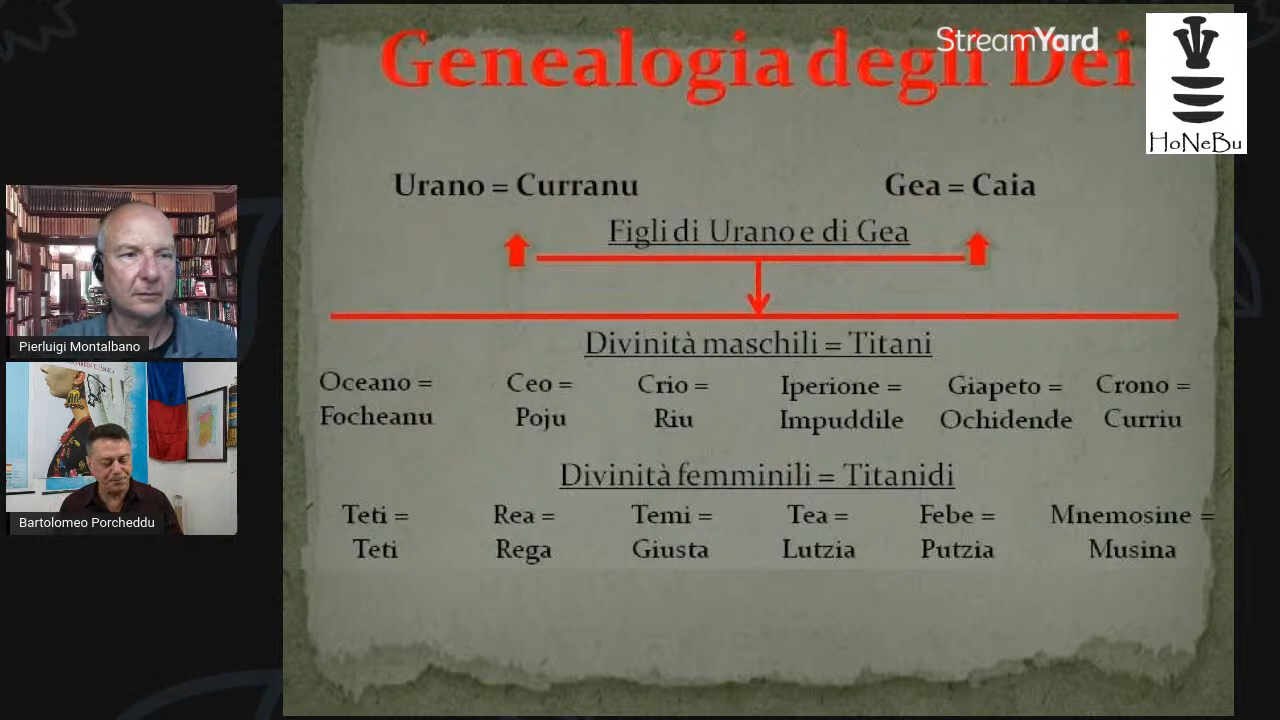 Genealogia degli Dei
StreamYard
HoNeBu
Urano = Curranu
Gea = Caia
Figli di Urano e di Gea
Divinità maschili = Titani
Oceano =
Focheanu
Ceo =
Poju
Crio =
Riu
Iperione =
Impuddile
Giapeto =
Ochidende
Crono =
Curriu
Divinità femminili = Titanidi
Teti =
Teti
Rea =
Rega
Temi =
Giusta
Tea =
Lutzia
Febe =
Putzia
Mnemosine =
Musina
Pierluigi Montalbano
Bartolomeo Porcheddu